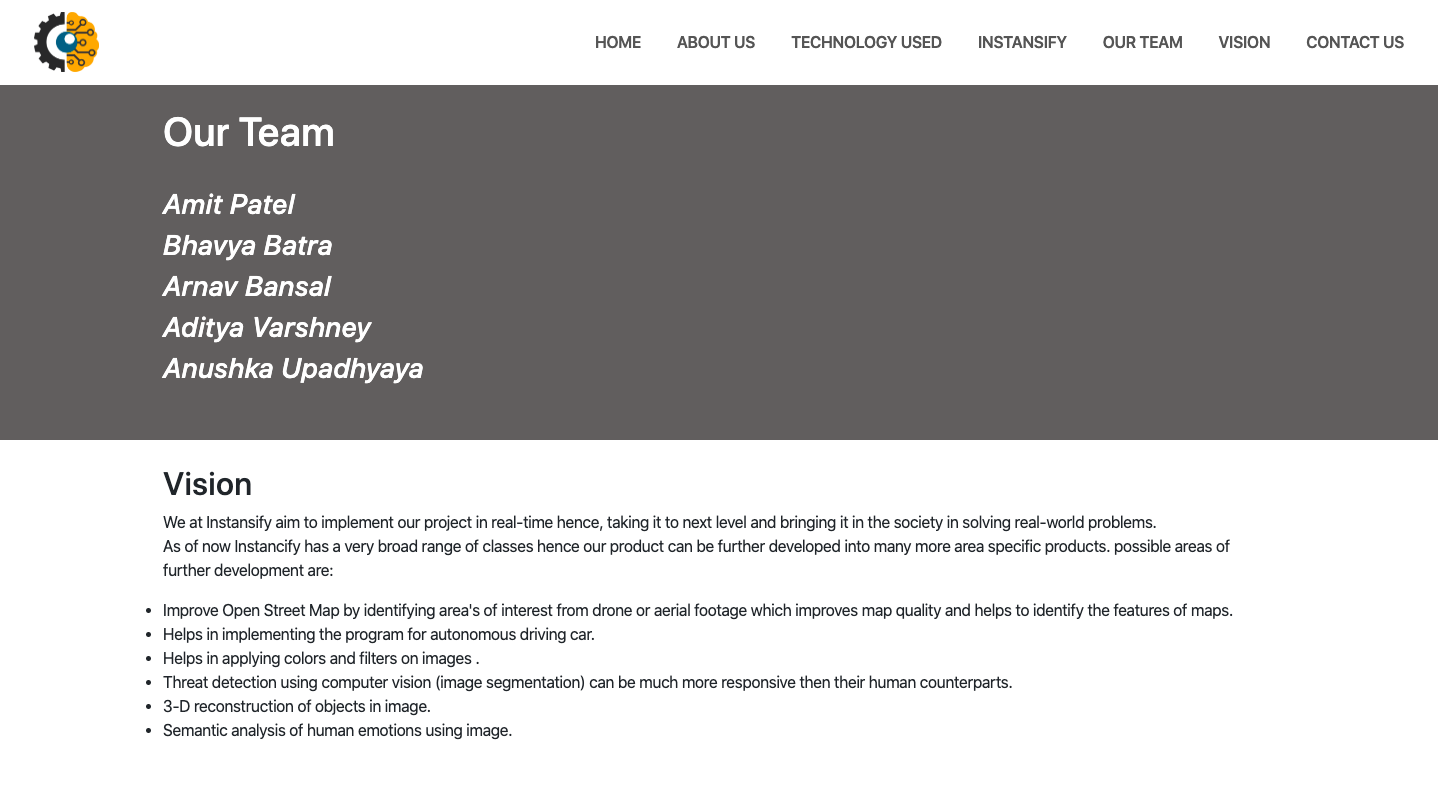 HOME ABOUT US TECHNOLOGY USED INSTANSIFY OUR TEAM VISION CONTACT US
Our Team
Amit Patel
Bhavya Batra
Arnav Bansal
Aditya Varshney
Anushka Upadhyaya
Vision
We at Instansify aim to implement our project in real-time hence, taking it to next level and bringing it in the society in solving real-world problems.
As of now Instancify has a very broad range of classes hence our product can be further developed into many more area specific products. possible areas of
further development are:
• Improve Open Street Map by identifying area's of interest from drone or aerial footage which improves map quality and helps to identify the features of maps.
• Helps in implementing the program for autonomous driving car.
• Helps in applying colors and filters on images .
• Threat detection using computer vision (image segmentation) can be much more responsive then their human counterparts.
• 3-D reconstruction of objects in image.
• Semantic analysis of human emotions using image.